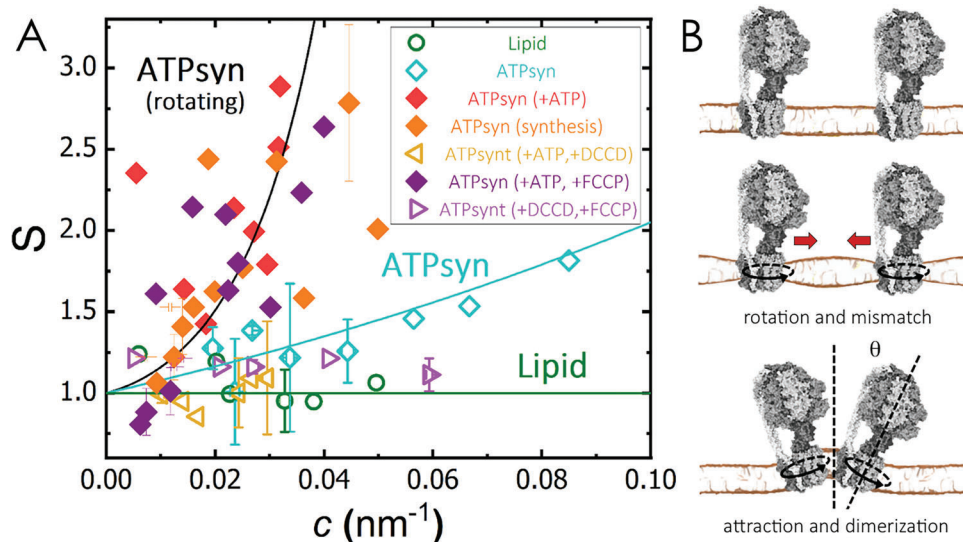 A
S
3.0
2.5
2.0
1.5
1.0
0.00
0.02
0.04
0.06
0.08
0.10
c (nm⁻¹)
ATPsyn
(rotating)
Lipid
ATPsyn
ATPsyn (+ATP)
ATPsyn (synthesis)
ATPsynt (+ATP,+DCCD)
ATPsyn (+ATP, +FCCP)
ATPsynt (+DCCD,+FCCP)
ATPsyn
Lipid
B
rotation and mismatch
θ
attraction and dimerization